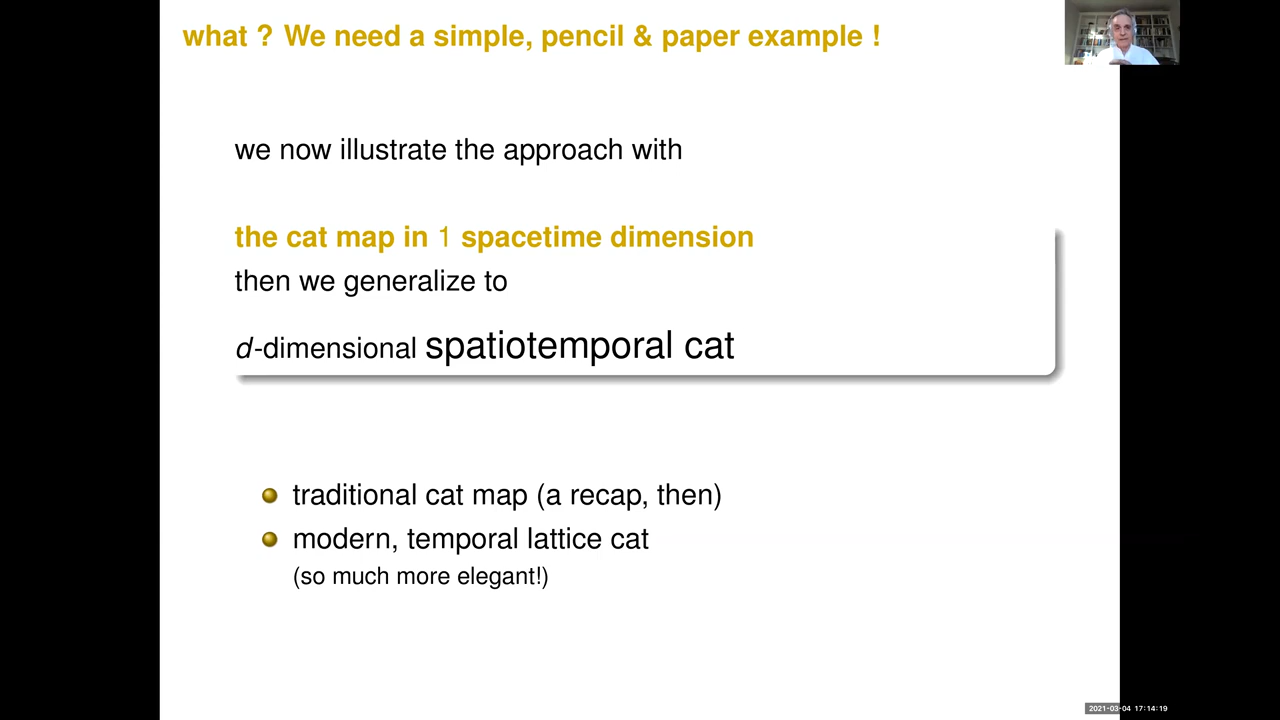 what ? We need a simple, pencil & paper example !
we now illustrate the approach with
the cat map in 1 spacetime dimension
then we generalize to
d-dimensional spatiotemporal cat
traditional cat map (a recap, then)
modern, temporal lattice cat
(so much more elegant!)
2021-03-04 17:14:19